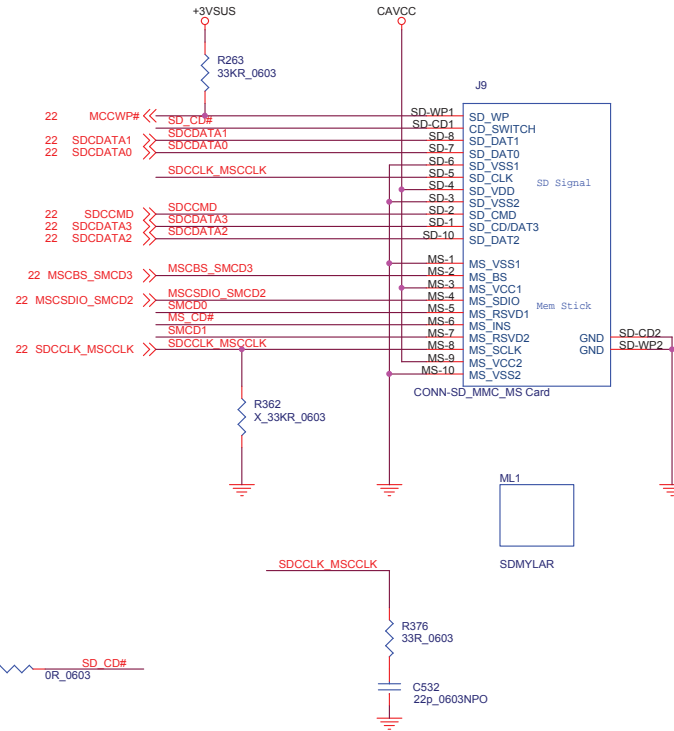 +3VSUS
CAVCC
R263
33KR_0603
J9
22 MCCWP# SD-WP1 SD_WP
SD_CD# SD-CD1 CD_SWITCH
22 SDCDATA1 SDCDATA1 SD-8 SD_DAT1
22 SDCDATA0 SDCDATA0 SD-7 SD_DAT0
SD-6 SD_VSS1
SDCCLK_MSCCLK SD-5 SD_CLK
SD Signal
SD-4 SD_VDD
SD-3 SD_VSS2
22 SDCCMD SDCCMD SD-2 SD_CMD
22 SDCDATA3 SDCDATA3 SD-1 SD_CD/DAT3
22 SDCDATA2 SDCDATA2 SD-10 SD_DAT2
MS-1 MS_VSS1
22 MSCBS_SMCD3 MSCBS_SMCD3 MS-2 MS_BS
MS-3 MS_VCC1
22 MSCSDIO_SMCD2 MSCSDIO_SMCD2 MS-4 MS_SDIO
SMCD0 MS-5 MS_RSVD1
Mem Stick
MS_CD# MS-6 MS_INS
SMCD1 MS-7 MS_RSVD2 GND SD-CD2
22 SDCCLK_MSCCLK SDCCLK_MSCCLK MS-8 MS_SCLK GND SD-WP2
MS-9 MS_VCC2
MS-10 MS_VSS2
CONN-SD_MMC_MS Card
R362
X_33KR_0603
ML1
SDMYLAR
SDCCLK_MSCCLK
R376
33R_0603
SD_CD#
0R_0603
C532
22p_0603NPO